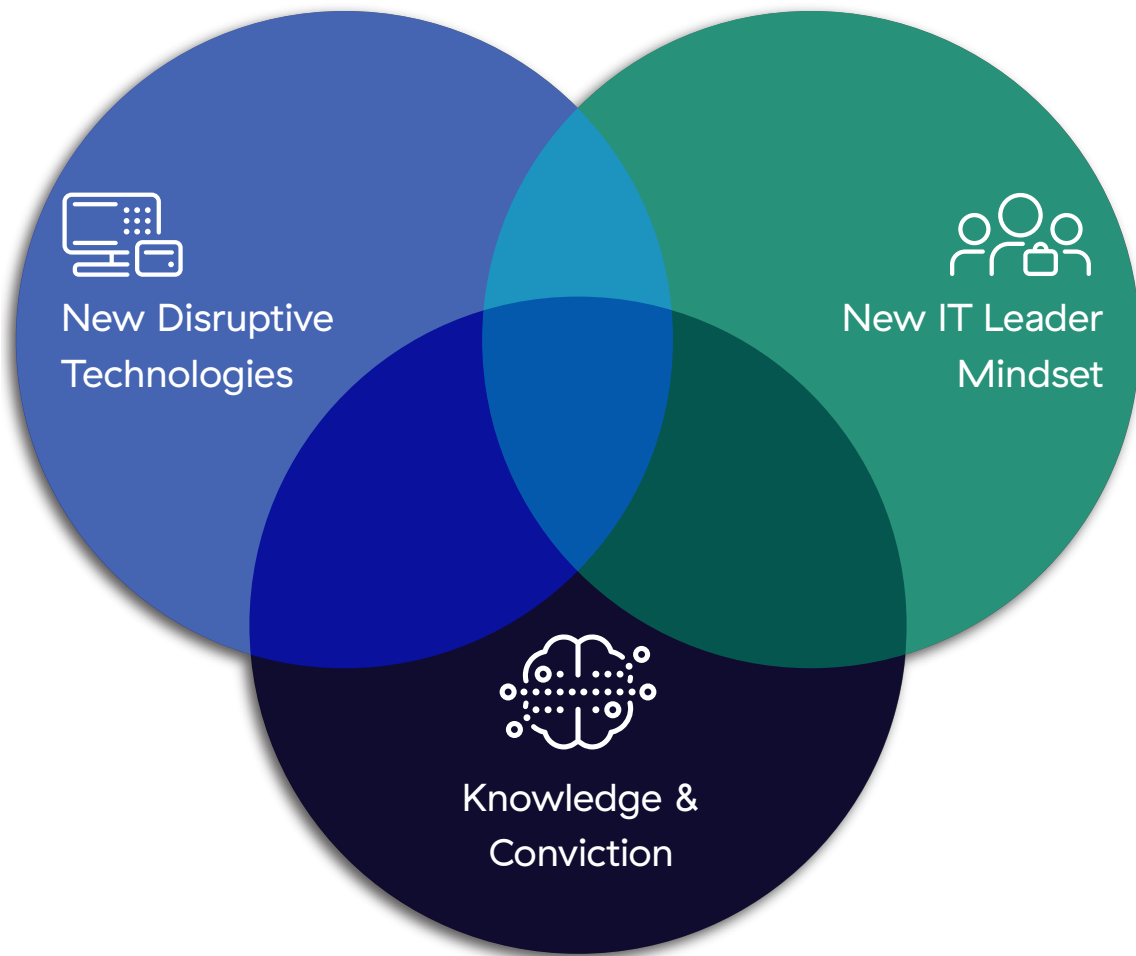 New Disruptive
Technologies
New IT Leader
Mindset
Knowledge &
Conviction